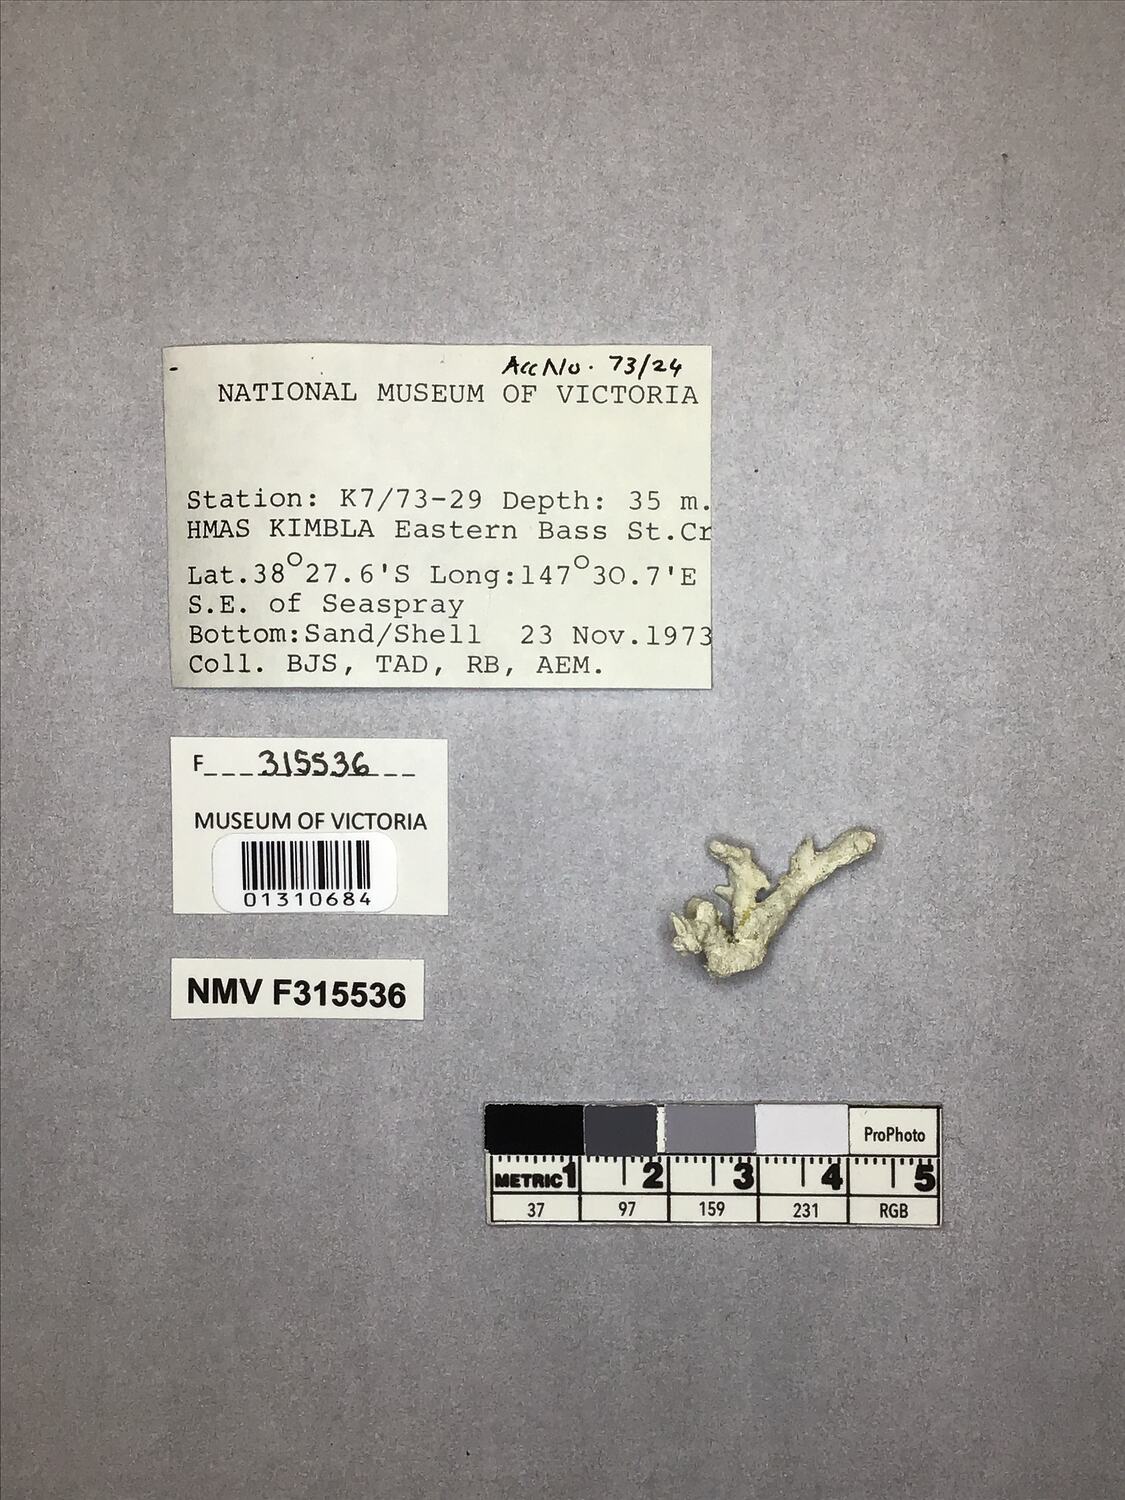 Acc No. 73/24
NATIONAL MUSEUM OF VICTORIA
Station: K7/73-29 Depth: 35 m.
HMAS KIMBLA Eastern Bass St.Cr
Lat.38°27.6'S Long:147°30.7'E
S.E. of Seaspray
Bottom:Sand/Shell 23 Nov.1973
Coll. BJS, TAD, RB, AEM.
F___315536___
MUSEUM OF VICTORIA
01310684
NMV F315536
ProPhoto
METRIC 1 2 3 4 5
37 97 159 231 RGB